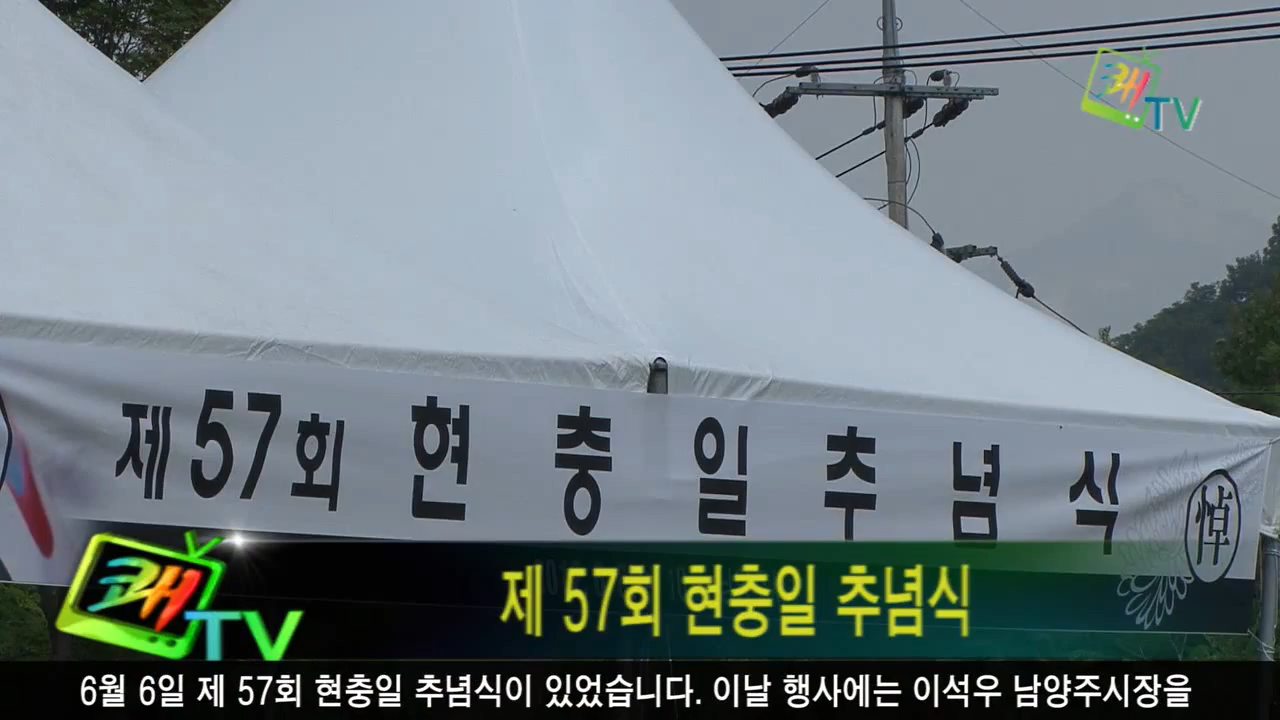 쾌TV
제57회 현충일추념식 悼
쾌TV
제 57회 현충일 추념식
6월 6일 제 57회 현충일 추념식이 있었습니다. 이날 행사에는 이석우 남양주시장을